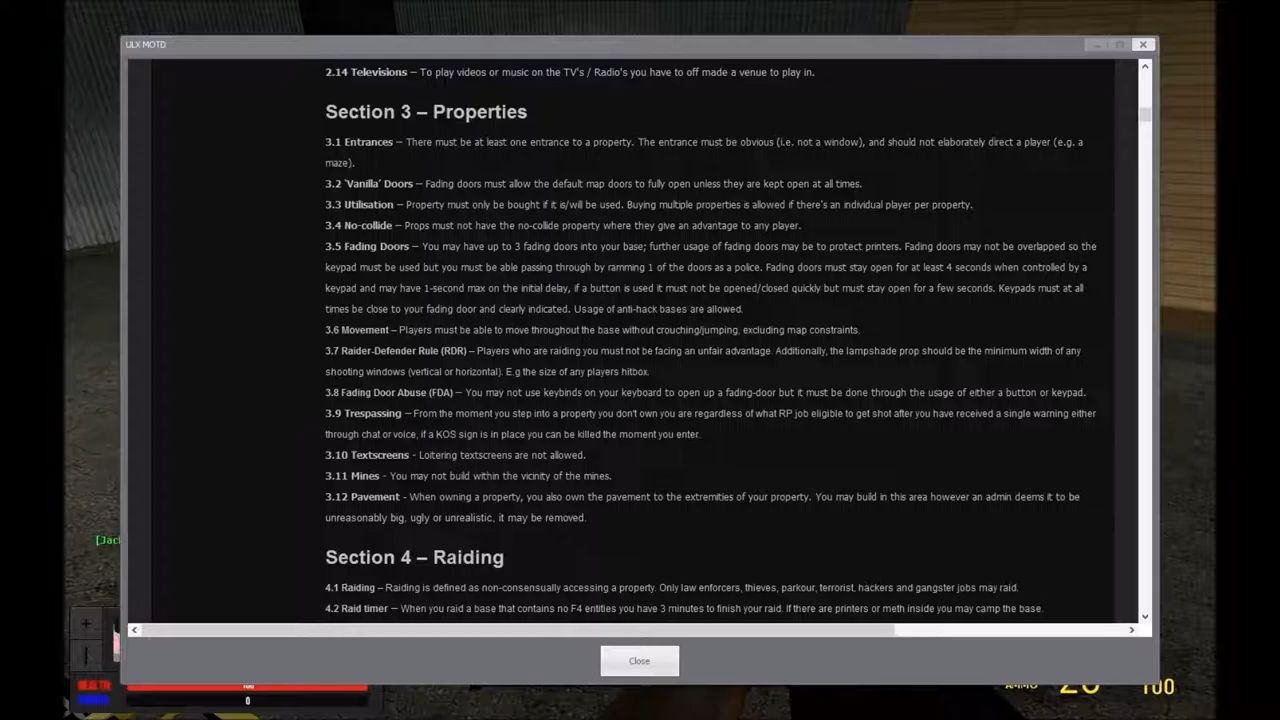 ULX MOTD
2.14 Televisions – To play videos or music on the TV's / Radio's you have to off made a venue to play in.
Section 3 – Properties
3.1 Entrances – There must be at least one entrance to a property. The entrance must be obvious (i.e. not a window), and should not elaborately direct a player (e.g. a
maze).
3.2 'Vanilla' Doors – Fading doors must allow the default map doors to fully open unless they are kept open at all times.
3.3 Utilisation – Property must only be bought if it is/will be used. Buying multiple properties is allowed if there's an individual player per property.
3.4 No-collide – Props must not have the no-collide property where they give an advantage to any player.
3.5 Fading Doors – You may have up to 3 fading doors into your base; further usage of fading doors may be to protect printers. Fading doors may not be overlapped so the
keypad must be used but you must be able passing through by ramming 1 of the doors as a police. Fading doors must stay open for at least 4 seconds when controlled by a
keypad and may have 1-second max on the initial delay, if a button is used it must not be opened/closed quickly but must stay open for a few seconds. Keypads must at all
times be close to your fading door and clearly indicated. Usage of anti-hack bases are allowed.
3.6 Movement – Players must be able to move throughout the base without crouching/jumping, excluding map constraints.
3.7 Raider-Defender Rule (RDR) – Players who are raiding you must not be facing an unfair advantage. Additionally, the lampshade prop should be the minimum width of any
shooting windows (vertical or horizontal). E.g the size of any players hitbox.
3.8 Fading Door Abuse (FDA) – You may not use keybinds on your keyboard to open up a fading-door but it must be done through the usage of either a button or keypad.
3.9 Trespassing – From the moment you step into a property you don't own you are regardless of what RP job eligible to get shot after you have received a single warning either
through chat or voice, if a KOS sign is in place you can be killed the moment you enter.
3.10 Textscreens - Loitering textscreens are not allowed.
3.11 Mines - You may not build within the vicinity of the mines.
3.12 Pavement - When owning a property, you also own the pavement to the extremities of your property. You may build in this area however an admin deems it to be
unreasonably big, ugly or unrealistic, it may be removed.
[Jac
Section 4 – Raiding
4.1 Raiding – Raiding is defined as non-consensually accessing a property. Only law enforcers, thieves, parkour, terrorist, hackers and gangster jobs may raid.
4.2 Raid timer – When you raid a base that contains no F4 entities you have 3 minutes to finish your raid. If there are printers or meth inside you may camp the base.
Close
HEALTH
100
0
AMMO
100